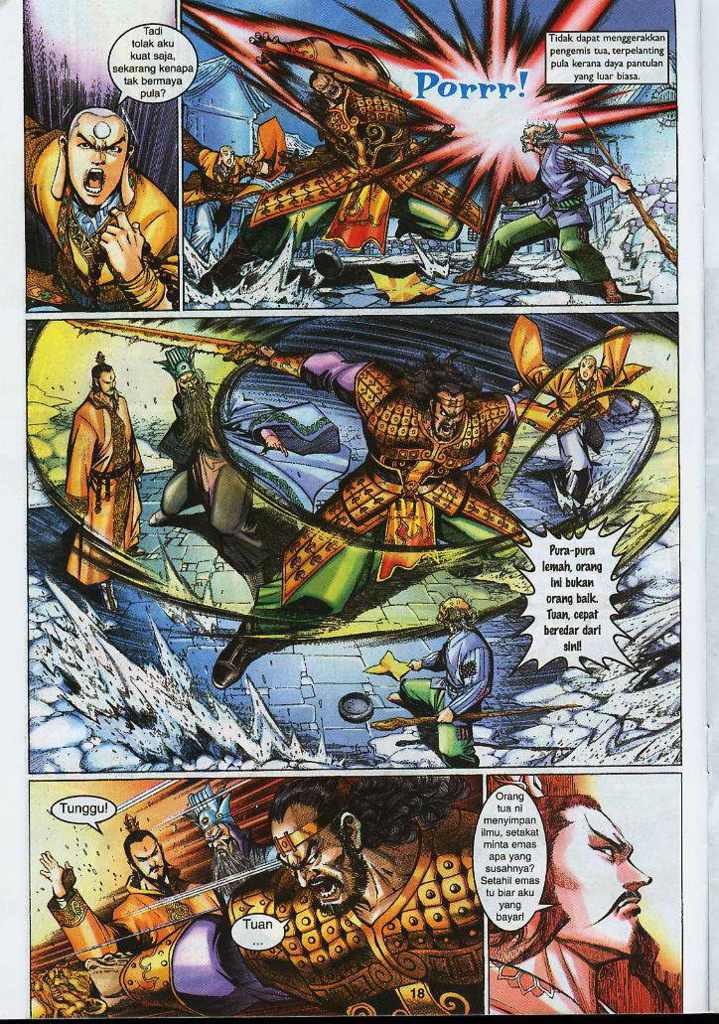 Tadi
tolak aku
kuat saja,
sekarang kenapa
tak bermaya
pula?
Tidak dapat menggerakkan
pengemis tua, terpelanting
pula kerana daya pantulan
yang luar biasa.
Porrr!
Pura-pura
lemah, orang
ini bukan
orang baik.
Tuan, cepat
beredar dari
sini!
Tunggu!
Tuan
...
Orang
tua ni
menyimpan
ilmu, setakat
minta emas
apa yang
susahnya?
Setahil emas
tu biar aku
yang
bayar!
18